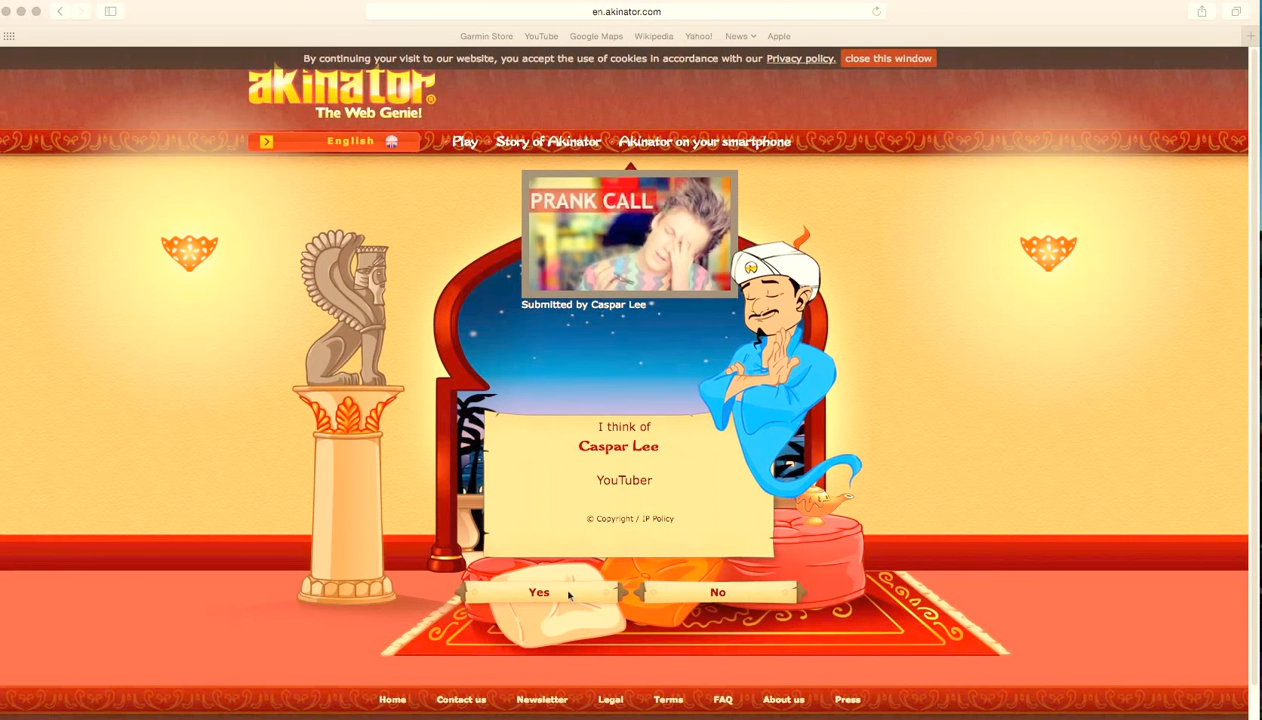 en.akinator.com
Garmin Store YouTube Google Maps Wikipedia Yahoo! News Apple
By continuing your visit to our website, you accept the use of cookies in accordance with our Privacy policy. close this window
akinator®
The Web Genie!
English Play Story of Akinator Akinator on your smartphone
PRANK CALL
Submitted by Caspar Lee
I think of
Caspar Lee
YouTuber
© Copyright / IP Policy
Yes No
Home Contact us Newsletter Legal Terms FAQ About us Press